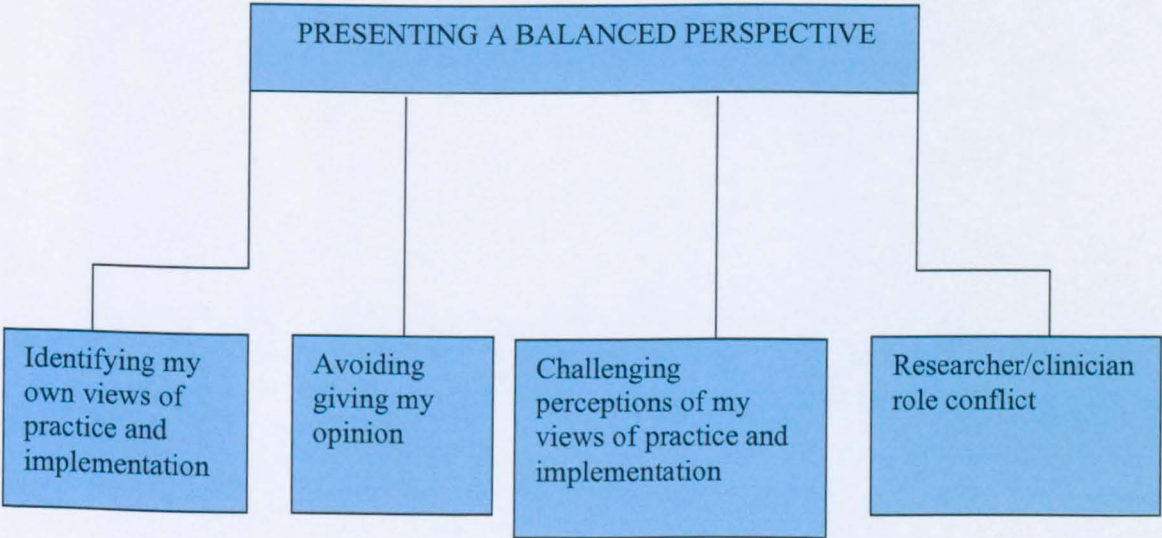 PRESENTING A BALANCED PERSPECTIVE
Identifying my
own views of
practice and
implementation
Avoiding
giving my
opinion
Challenging
perceptions of my
views of practice and
implementation
Researcher/clinician
role conflict